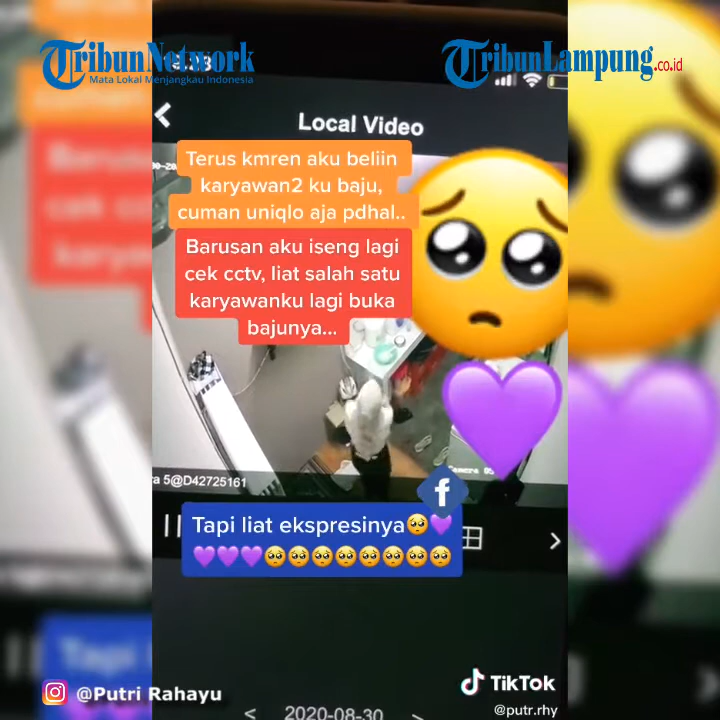 TribunNetwork
Mata Lokal Menjangkau Indonesia
TribunLampung.co.id
Local Video
Terus kmren aku beliin
karyawan2 ku baju,
cuman uniqlo aja pdhal..
Barusan aku iseng lagi
cek cctv, liat salah satu
karyawanku lagi buka
bajunya...
ra 5@D42725161
Tapi liat ekspresinya🥺💜
💜💜💜🥺🥺🥺🥺🥺🥺🥺🥺
TikTok
@putr.rhy
@Putri Rahayu
< 2020-08-30 >